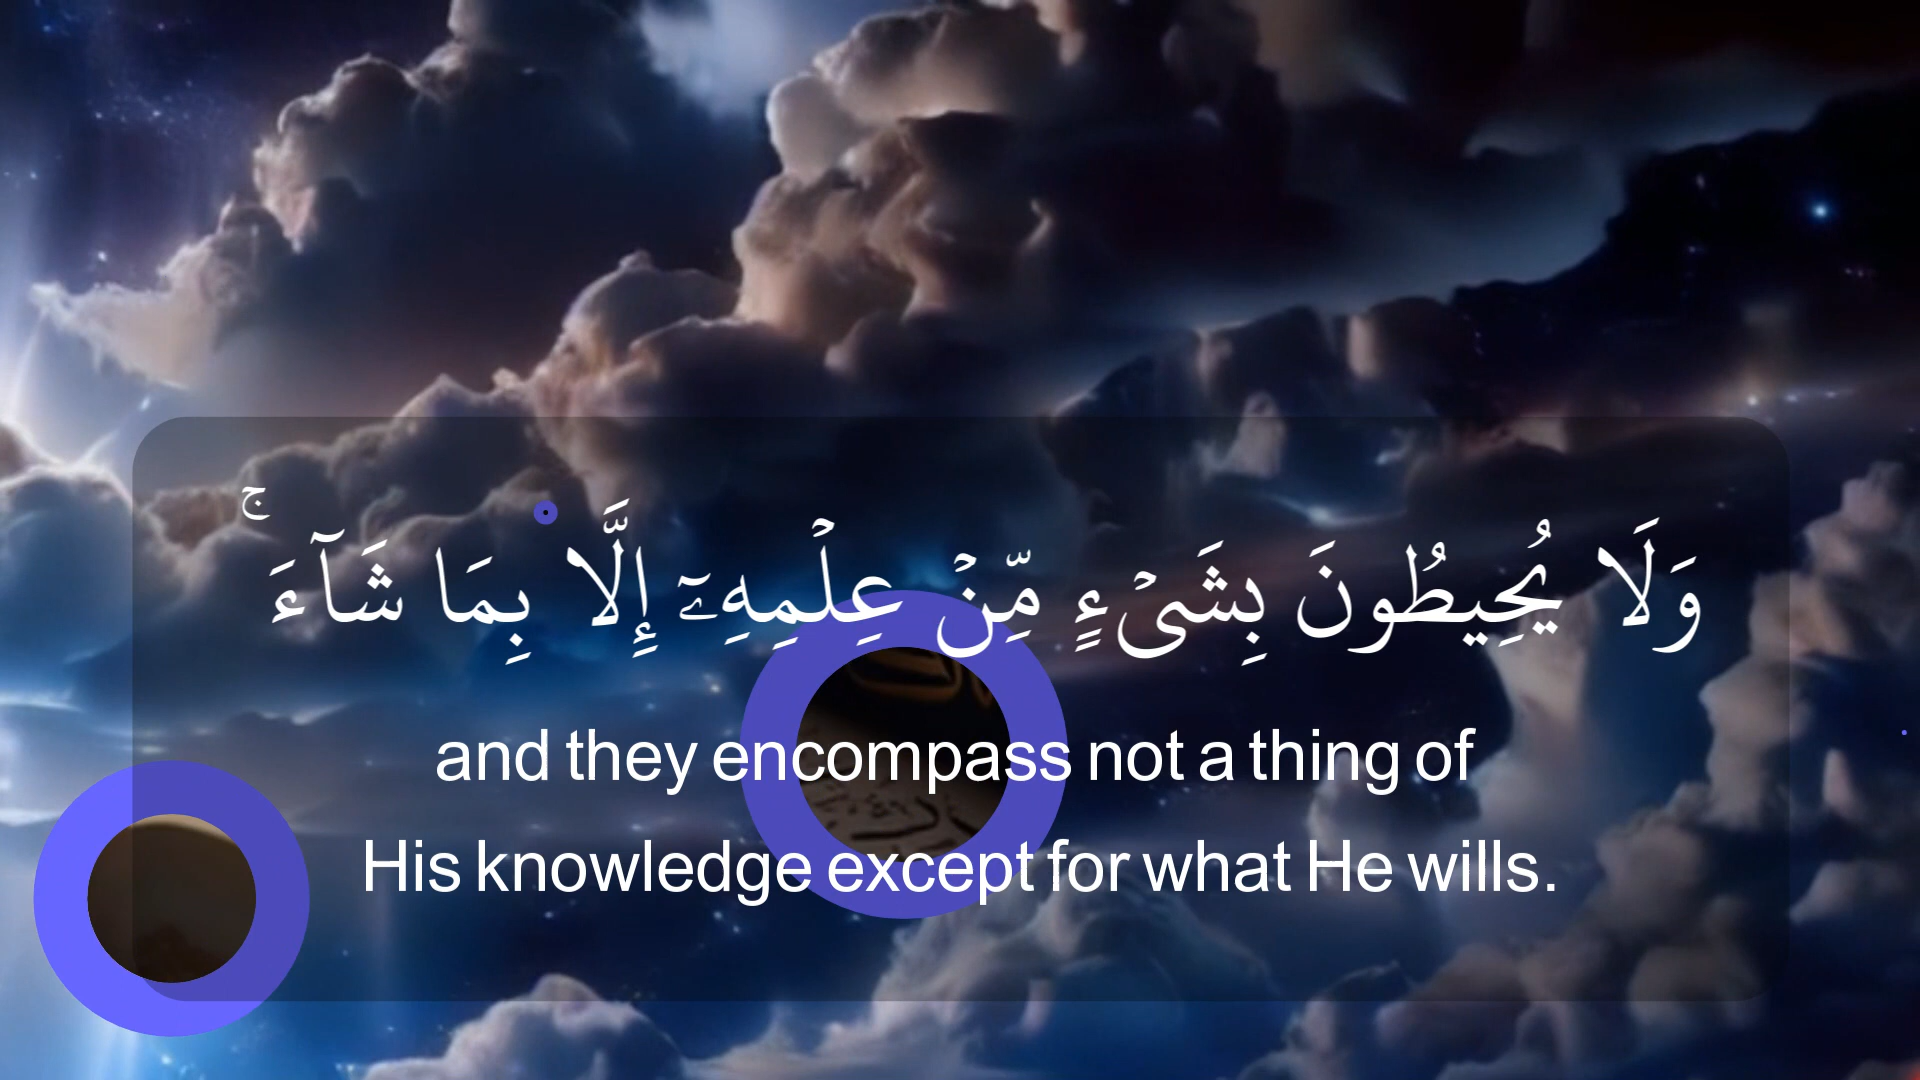 وَلَا يُحِيطُونَ بِشَىْءٍ مِّنْ عِلْمِهِۦٓ إِلَّا بِمَا شَآءَ ۚ
and they encompass not a thing of
His knowledge except for what He wills.